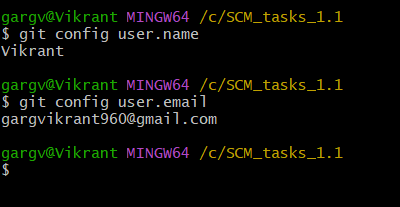 gargv@Vikrant MINGW64 /c/SCM_tasks_1.1
$ git config user.name
Vikrant
gargv@Vikrant MINGW64 /c/SCM_tasks_1.1
$ git config user.email
gargvikrant960@gmail.com
gargv@Vikrant MINGW64 /c/SCM_tasks_1.1
$